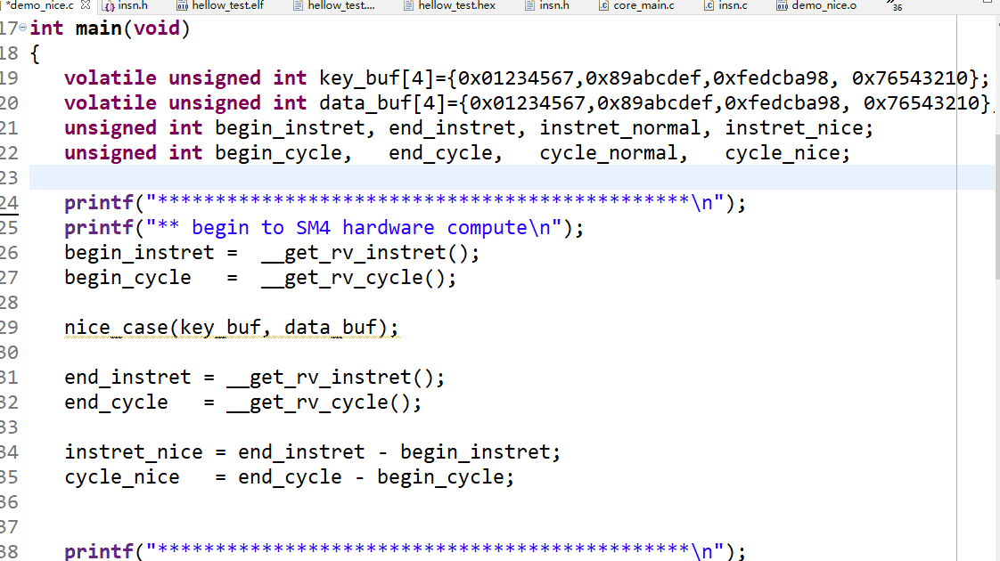 *demo_nice.c insn.h hellow_test.elf hellow_test.... hellow_test.hex insn.h core_main.c insn.c demo_nice.o 36
17 int main(void)
18 {
19 volatile unsigned int key_buf[4]={0x01234567,0x89abcdef,0xfedcba98, 0x76543210};
20 volatile unsigned int data_buf[4]={0x01234567,0x89abcdef,0xfedcba98, 0x76543210}
21 unsigned int begin_instret, end_instret, instret_normal, instret_nice;
22 unsigned int begin_cycle, end_cycle, cycle_normal, cycle_nice;
23
24 printf("**********************************************\n");
25 printf("** begin to SM4 hardware compute\n");
26 begin_instret = __get_rv_instret();
27 begin_cycle = __get_rv_cycle();
28
29 nice_case(key_buf, data_buf);
30
31 end_instret = __get_rv_instret();
32 end_cycle = __get_rv_cycle();
33
34 instret_nice = end_instret - begin_instret;
35 cycle_nice = end_cycle - begin_cycle;
36
37
38 printf("**********************************************\n");